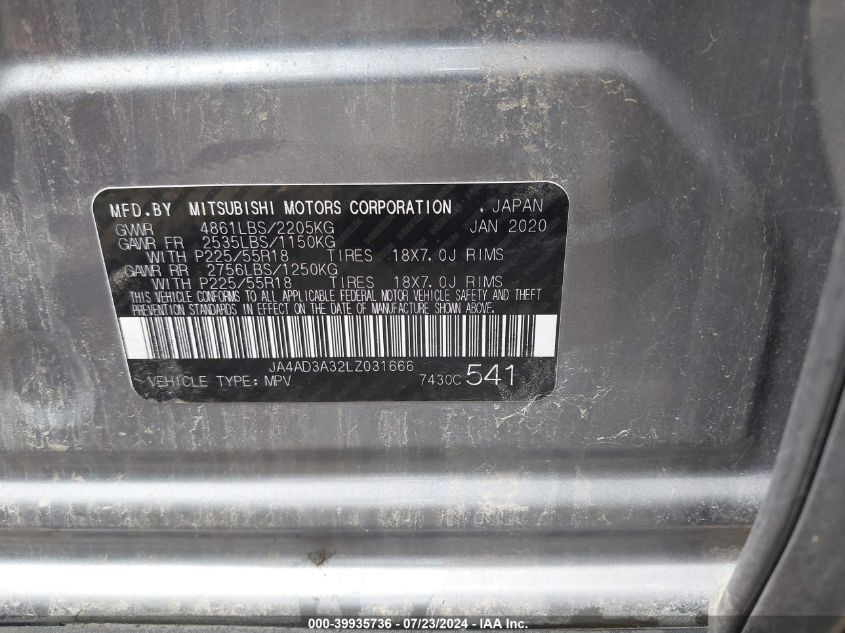 MFD.BY MITSUBISHI MOTORS CORPORATION . JAPAN
GVWR 4861LBS/2205KG JAN 2020
GAWR FR 2535LBS/1150KG
WITH P225/55R18 TIRES 18X7.0J RIMS
GAWR RR 2756LBS/1250KG
WITH P225/55R18 TIRES 18X7.0J RIMS
THIS VEHICLE CONFORMS TO ALL APPLICABLE FEDERAL MOTOR VEHICLE SAFETY AND THEFT
PREVENTION STANDARDS IN EFFECT ON THE DATE OF MANUFACTURE SHOWN ABOVE.
JA4AD3A32LZ031666
VEHICLE TYPE: MPV 7430C 541
000-39935736 - 07/23/2024 - IAA Inc.